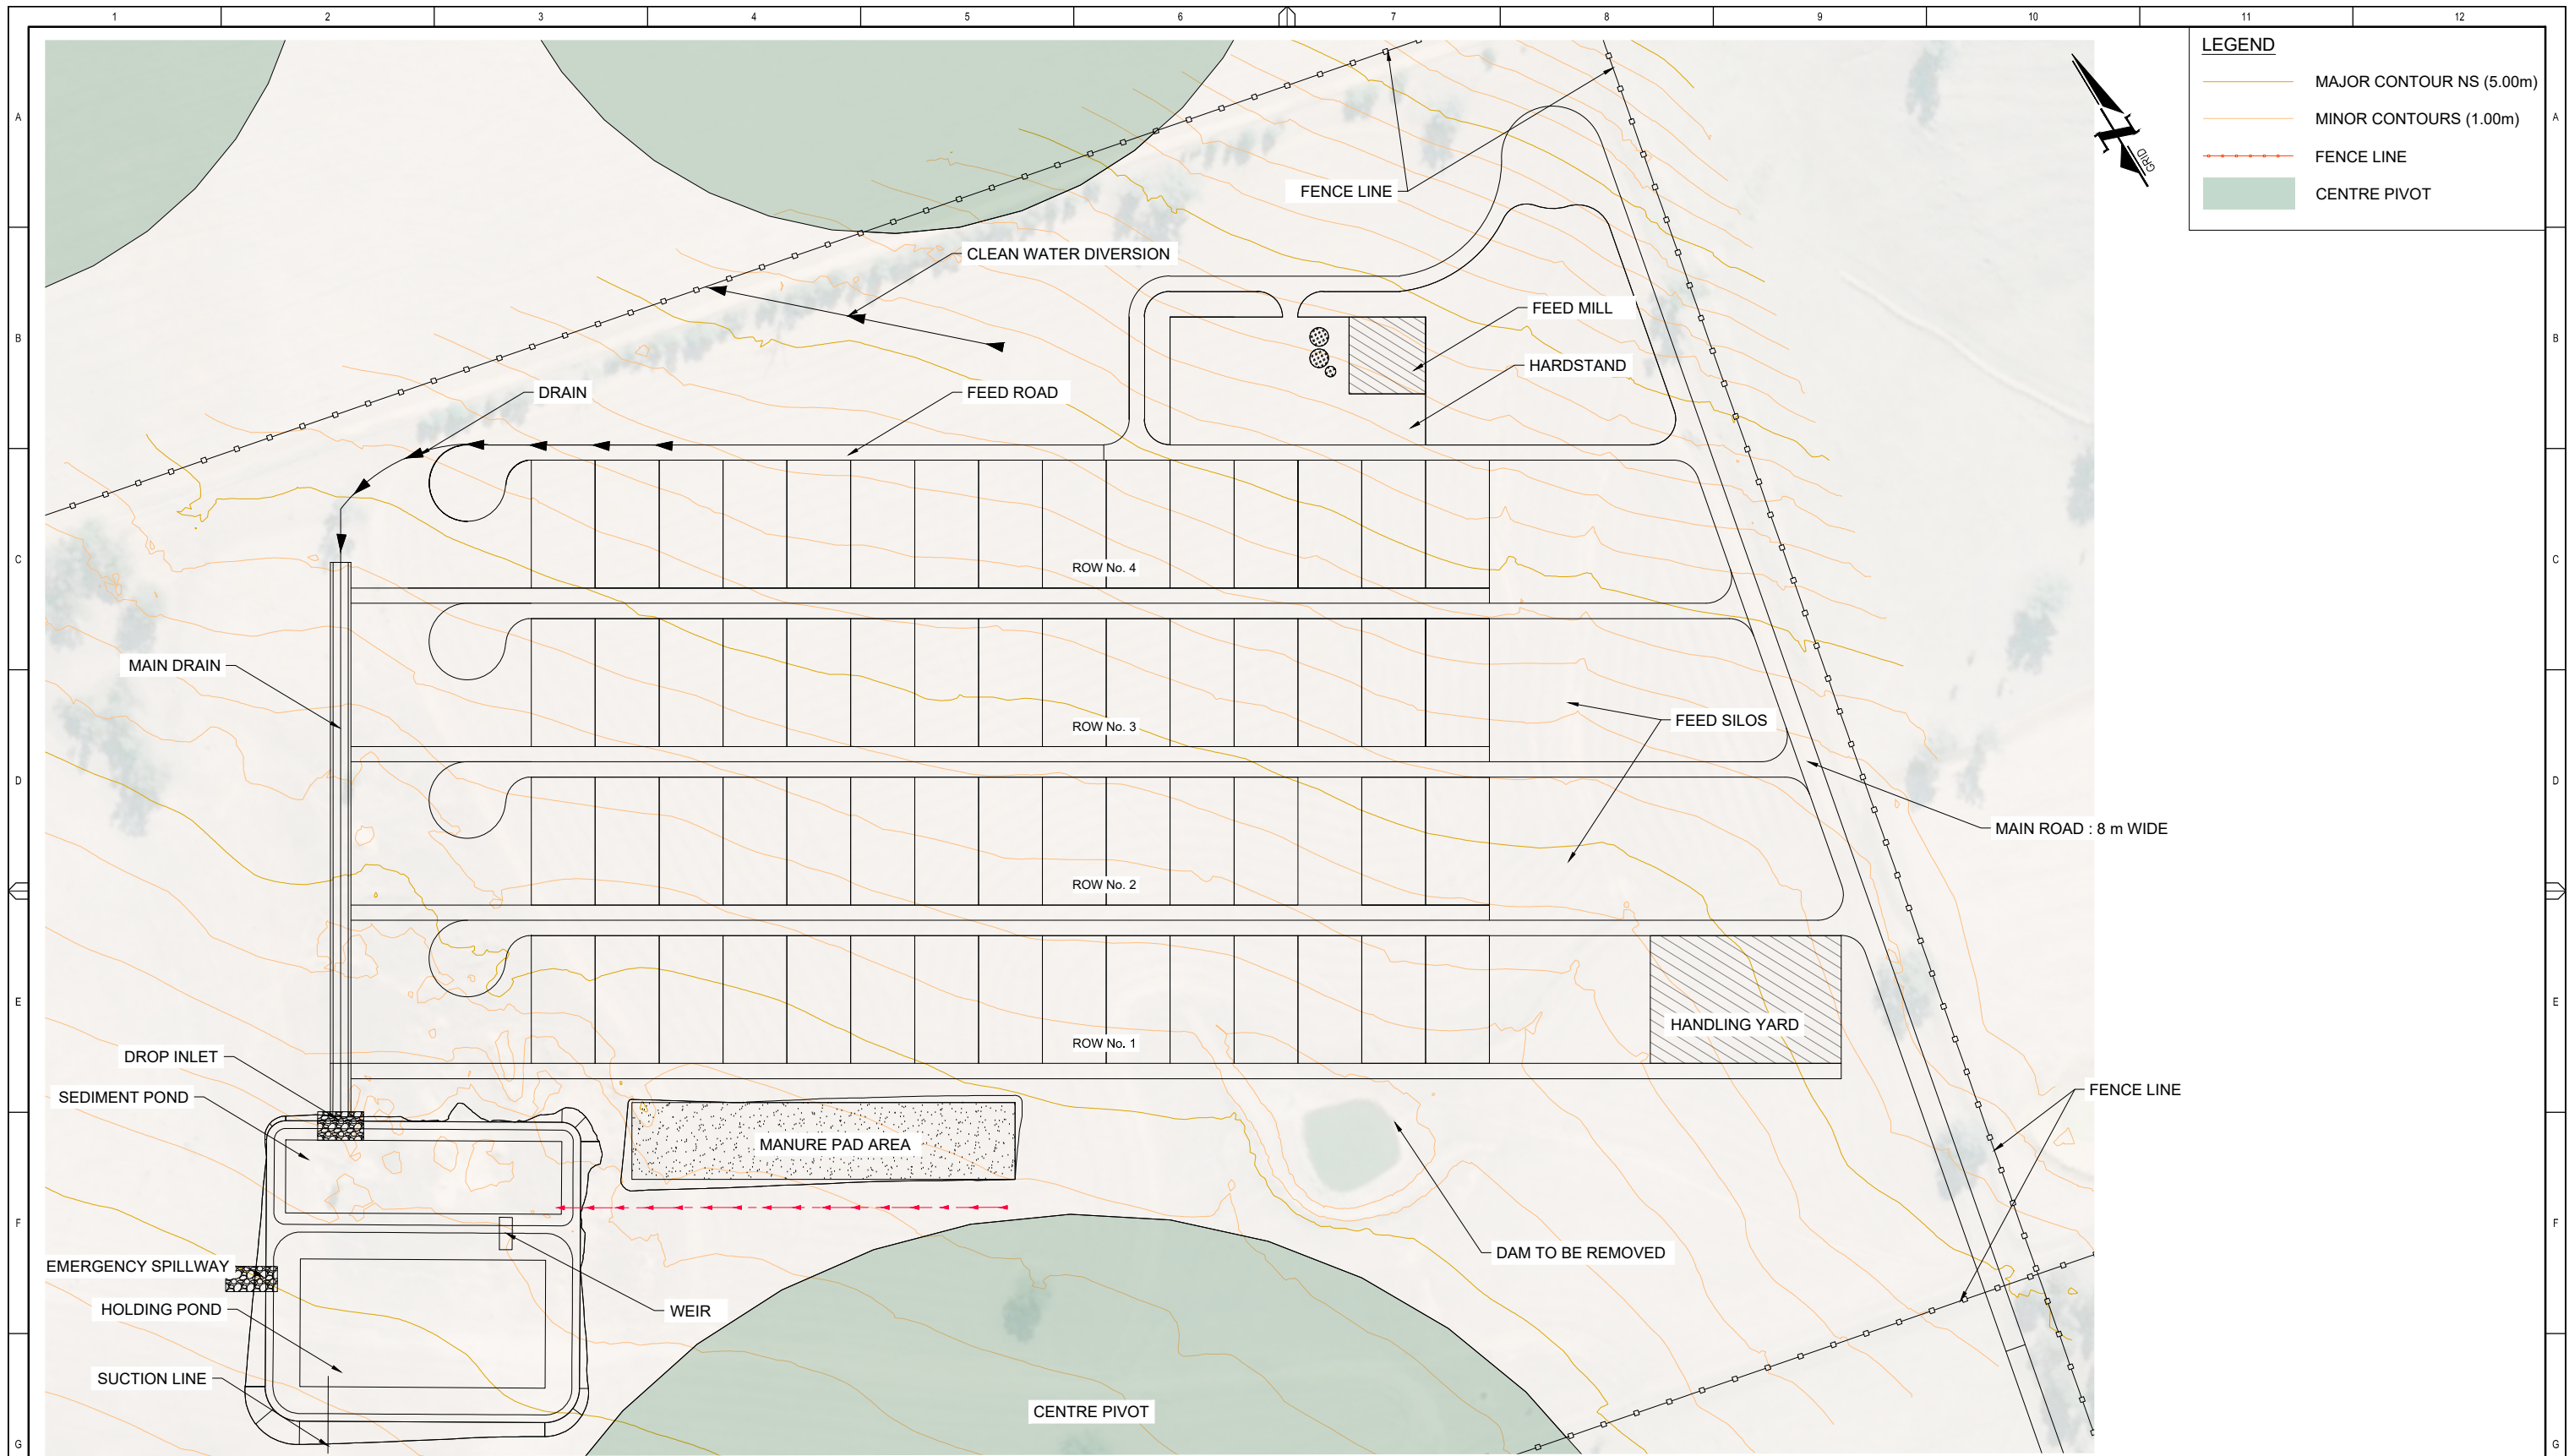 1 2 3 4 5 6 7 8 9 10 11 12
LEGEND
MAJOR CONTOUR NS (5.00m)
MINOR CONTOURS (1.00m)
FENCE LINE
CENTRE PIVOT
GRID
A A
FENCE LINE
CLEAN WATER DIVERSION
FEED MILL
B B
HARDSTAND
DRAIN
FEED ROAD
C C
ROW No. 4
MAIN DRAIN
FEED SILOS
ROW No. 3
D D
MAIN ROAD : 8 m WIDE
ROW No. 2
E E
HANDLING YARD
ROW No. 1
DROP INLET
FENCE LINE
SEDIMENT POND
MANURE PAD AREA
F F
DAM TO BE REMOVED
EMERGENCY SPILLWAY
HOLDING POND
WEIR
SUCTION LINE
CENTRE PIVOT
G G